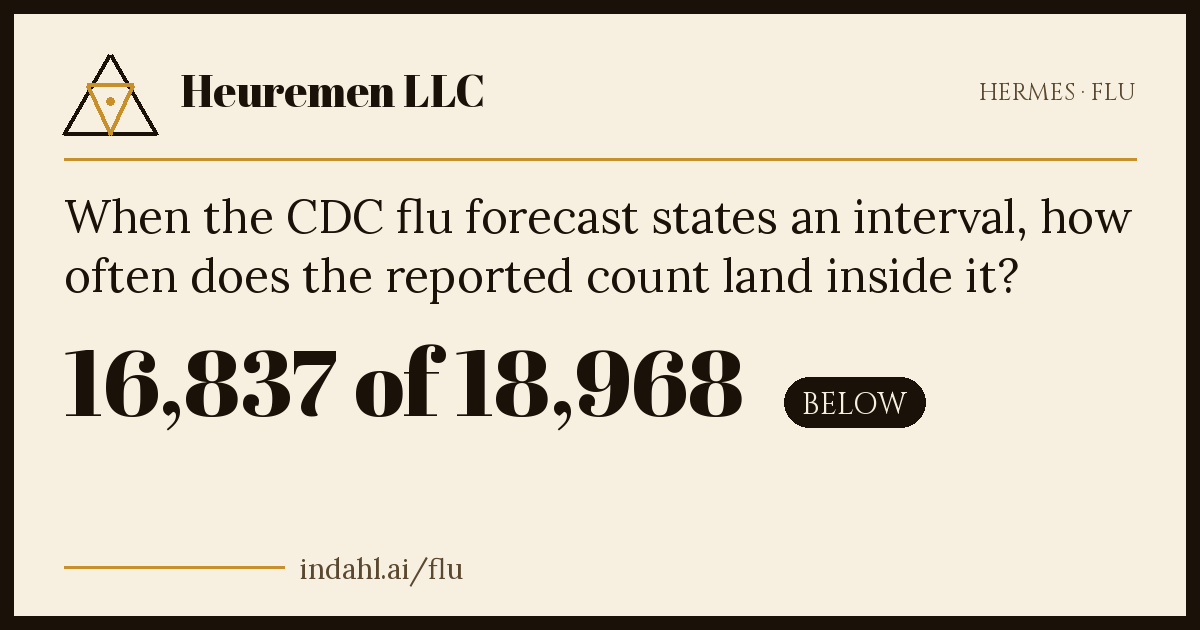 Heuremen LLC
HERMES · FLU
When the CDC flu forecast states an interval, how
often does the reported count land inside it?
16,837 of 18,968
BELOW
indahl.ai/flu